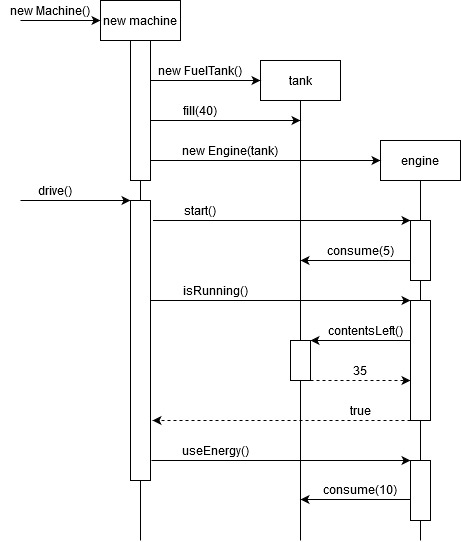 new Machine()
new machine
new FuelTank()
tank
fill(40)
new Engine(tank)
engine
drive()
start()
consume(5)
isRunning()
contentsLeft()
35
true
useEnergy()
consume(10)